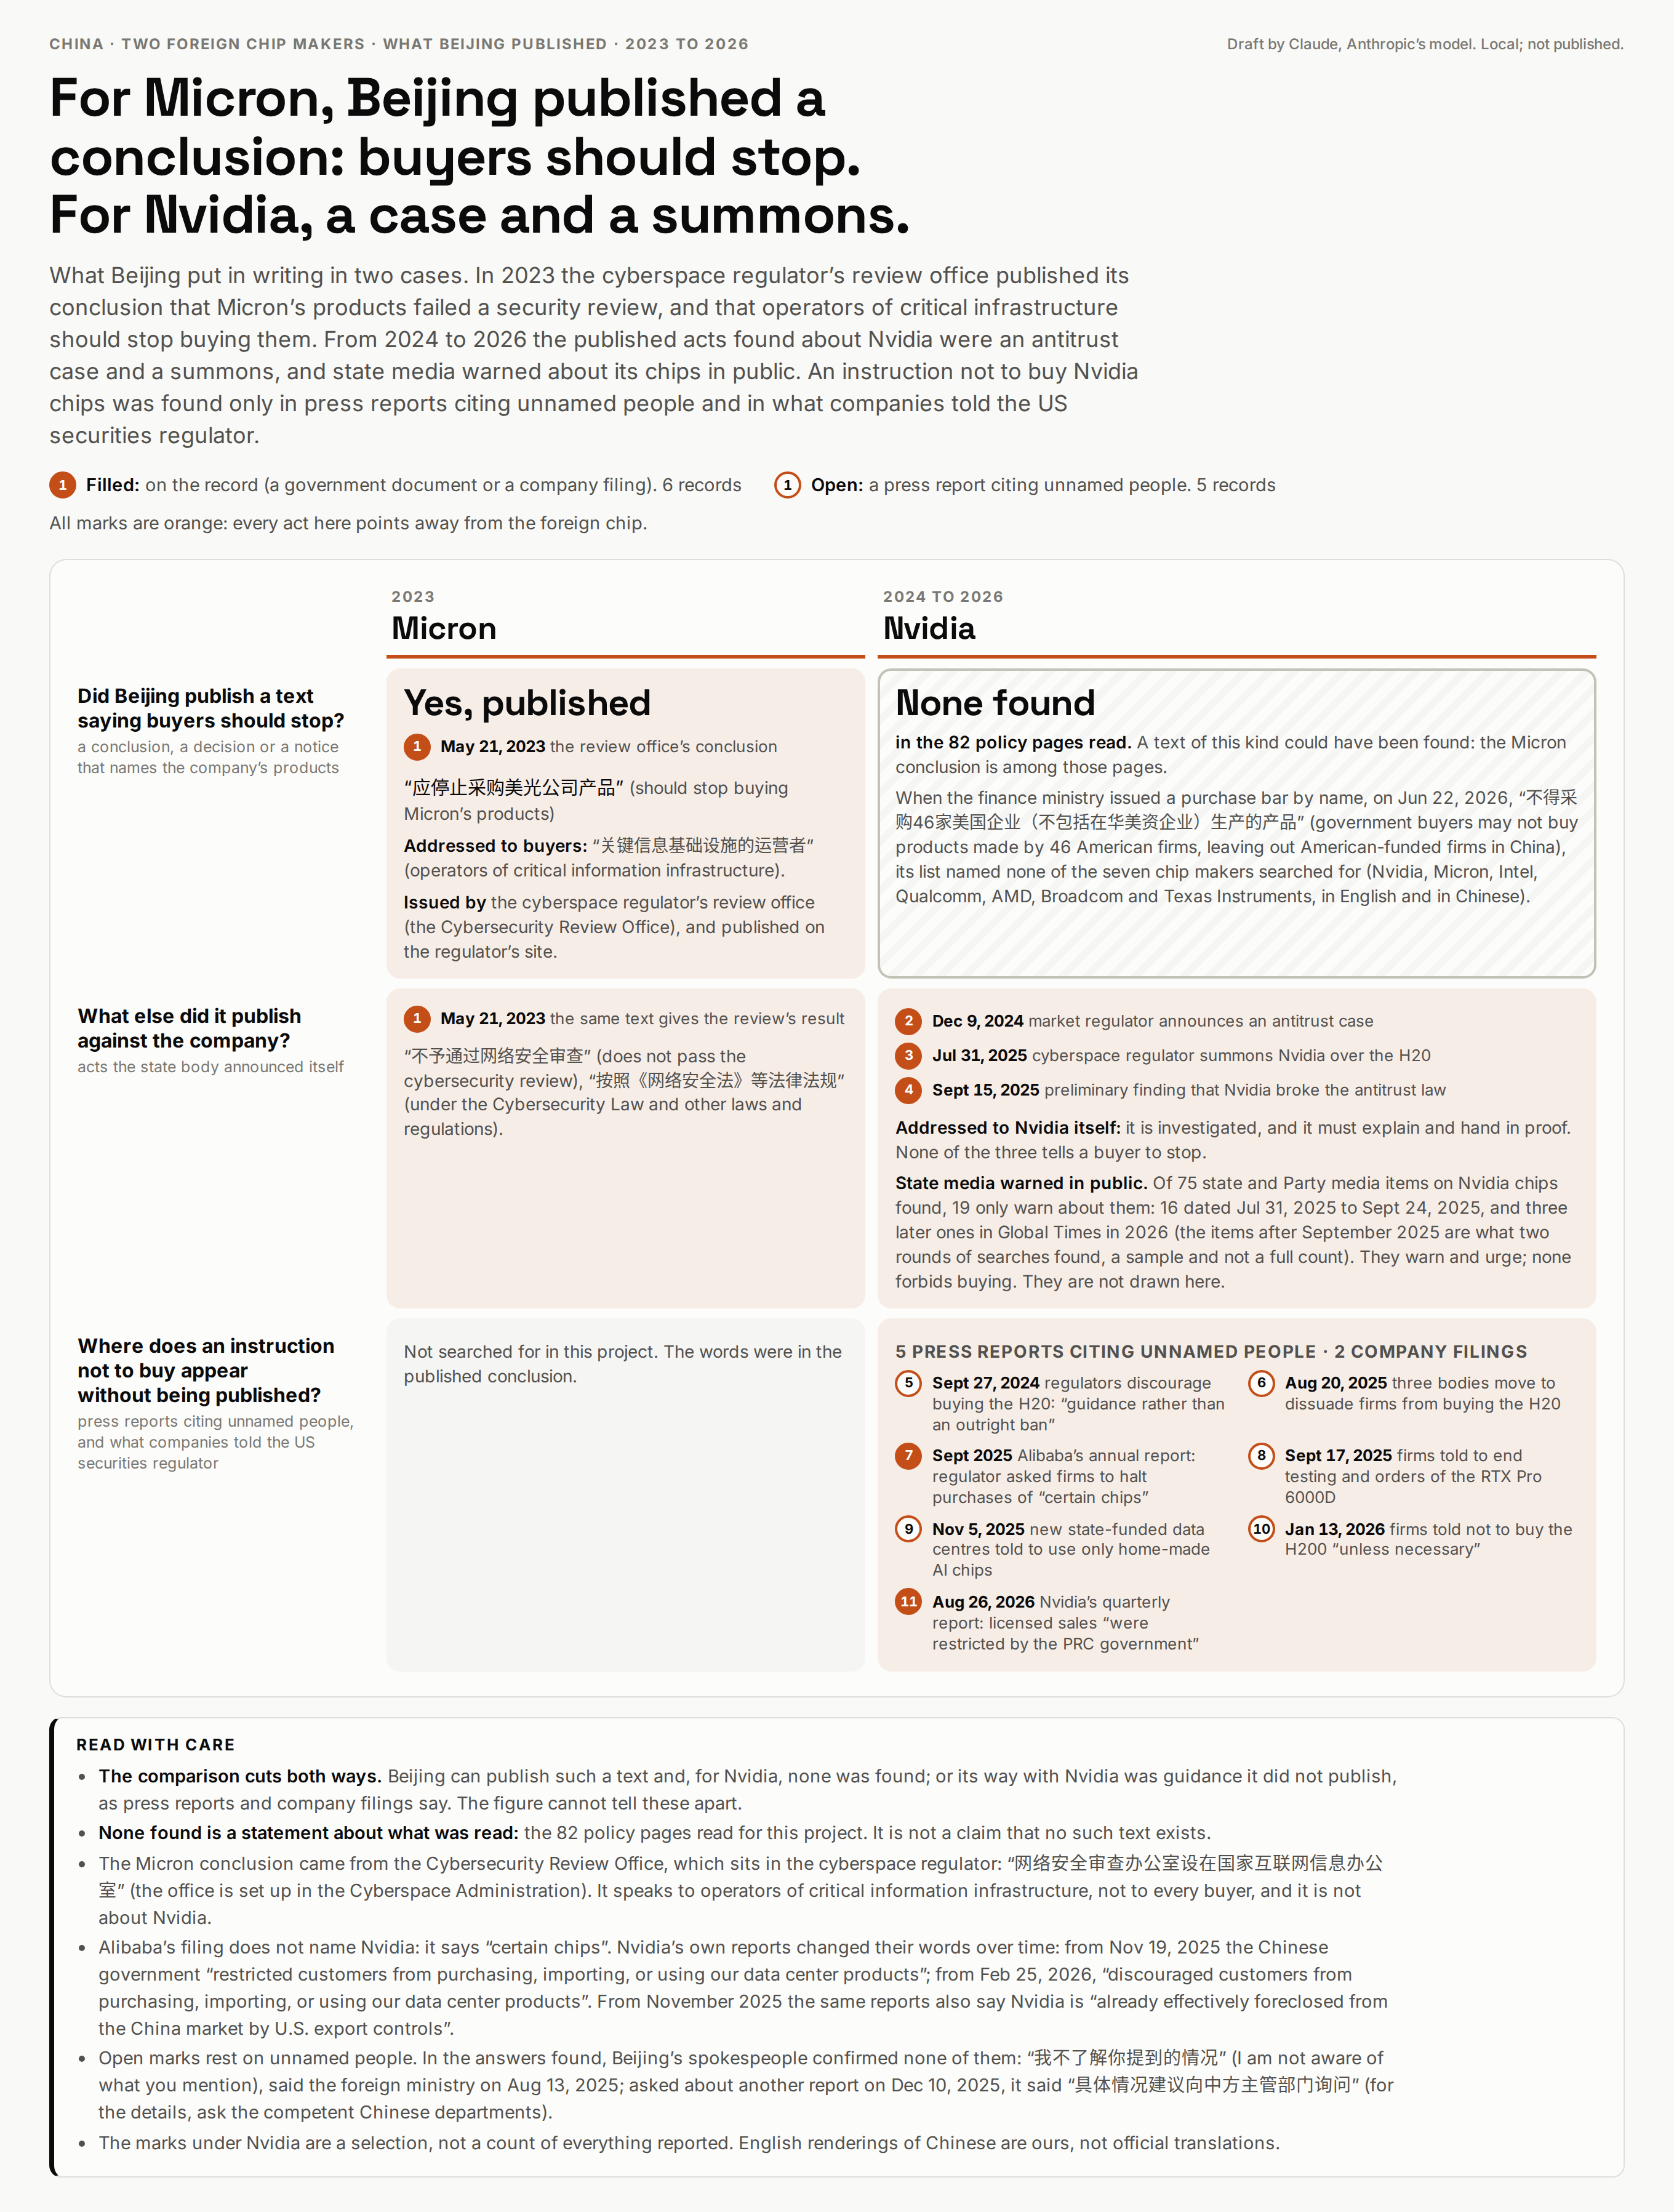 CHINA · TWO FOREIGN CHIP MAKERS · WHAT BEIJING PUBLISHED · 2023 TO 2026
Draft by Claude, Anthropic’s model. Local; not published.
For Micron, Beijing published a
conclusion: buyers should stop.
For Nvidia, a case and a summons.
What Beijing put in writing in two cases. In 2023 the cyberspace regulator’s review office published its
conclusion that Micron’s products failed a security review, and that operators of critical infrastructure
should stop buying them. From 2024 to 2026 the published acts found about Nvidia were an antitrust
case and a summons, and state media warned about its chips in public. An instruction not to buy Nvidia
chips was found only in press reports citing unnamed people and in what companies told the US
securities regulator.
1 Filled: on the record (a government document or a company filing). 6 records
1 Open: a press report citing unnamed people. 5 records
All marks are orange: every act here points away from the foreign chip.
2023
Micron
2024 TO 2026
Nvidia
Did Beijing publish a text
saying buyers should stop?
a conclusion, a decision or a notice
that names the company’s products
Yes, published
1 May 21, 2023 the review office’s conclusion
“应停止采购美光公司产品” (should stop buying
Micron’s products)
Addressed to buyers: “关键信息基础设施的运营者”
(operators of critical information infrastructure).
Issued by the cyberspace regulator’s review office
(the Cybersecurity Review Office), and published on
the regulator’s site.
None found
in the 82 policy pages read. A text of this kind could have been found: the Micron
conclusion is among those pages.
When the finance ministry issued a purchase bar by name, on Jun 22, 2026, “不得采
购46家美国企业（不包括在华美资企业）生产的产品” (government buyers may not buy
products made by 46 American firms, leaving out American-funded firms in China),
its list named none of the seven chip makers searched for (Nvidia, Micron, Intel,
Qualcomm, AMD, Broadcom and Texas Instruments, in English and in Chinese).
What else did it publish
against the company?
acts the state body announced itself
1 May 21, 2023 the same text gives the review’s result
“不予通过网络安全审查” (does not pass the
cybersecurity review), “按照《网络安全法》等法律法规”
(under the Cybersecurity Law and other laws and
regulations).
2 Dec 9, 2024 market regulator announces an antitrust case
3 Jul 31, 2025 cyberspace regulator summons Nvidia over the H20
4 Sept 15, 2025 preliminary finding that Nvidia broke the antitrust law
Addressed to Nvidia itself: it is investigated, and it must explain and hand in proof.
None of the three tells a buyer to stop.
State media warned in public. Of 75 state and Party media items on Nvidia chips
found, 19 only warn about them: 16 dated Jul 31, 2025 to Sept 24, 2025, and three
later ones in Global Times in 2026 (the items after September 2025 are what two
rounds of searches found, a sample and not a full count). They warn and urge; none
forbids buying. They are not drawn here.
Where does an instruction
not to buy appear
without being published?
press reports citing unnamed people,
and what companies told the US
securities regulator
Not searched for in this project. The words were in the
published conclusion.
5 PRESS REPORTS CITING UNNAMED PEOPLE · 2 COMPANY FILINGS
5 Sept 27, 2024 regulators discourage
buying the H20: “guidance rather than
an outright ban”
6 Aug 20, 2025 three bodies move to
dissuade firms from buying the H20
7 Sept 2025 Alibaba’s annual report:
regulator asked firms to halt
purchases of “certain chips”
8 Sept 17, 2025 firms told to end
testing and orders of the RTX Pro
6000D
9 Nov 5, 2025 new state-funded data
centres told to use only home-made
AI chips
10 Jan 13, 2026 firms told not to buy the
H200 “unless necessary”
11 Aug 26, 2026 Nvidia’s quarterly
report: licensed sales “were
restricted by the PRC government”
READ WITH CARE
• The comparison cuts both ways. Beijing can publish such a text and, for Nvidia, none was found; or its way with Nvidia was guidance it did not publish,
as press reports and company filings say. The figure cannot tell these apart.
• None found is a statement about what was read: the 82 policy pages read for this project. It is not a claim that no such text exists.
• The Micron conclusion came from the Cybersecurity Review Office, which sits in the cyberspace regulator: “网络安全审查办公室设在国家互联网信息办公
室” (the office is set up in the Cyberspace Administration). It speaks to operators of critical information infrastructure, not to every buyer, and it is not
about Nvidia.
• Alibaba’s filing does not name Nvidia: it says “certain chips”. Nvidia’s own reports changed their words over time: from Nov 19, 2025 the Chinese
government “restricted customers from purchasing, importing, or using our data center products”; from Feb 25, 2026, “discouraged customers from
purchasing, importing, or using our data center products”. From November 2025 the same reports also say Nvidia is “already effectively foreclosed from
the China market by U.S. export controls”.
• Open marks rest on unnamed people. In the answers found, Beijing’s spokespeople confirmed none of them: “我不了解你提到的情况” (I am not aware of
what you mention), said the foreign ministry on Aug 13, 2025; asked about another report on Dec 10, 2025, it said “具体情况建议向中方主管部门询问” (for
the details, ask the competent Chinese departments).
• The marks under Nvidia are a selection, not a count of everything reported. English renderings of Chinese are ours, not official translations.